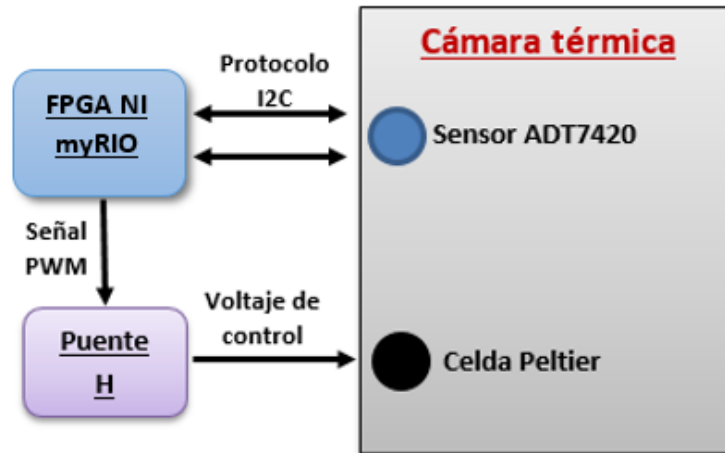 Cámara térmica
Protocolo
I2C
FPGA NI
myRIO
Sensor ADT7420
Señal
PWM
Voltaje de
control
Puente
H
Celda Peltier